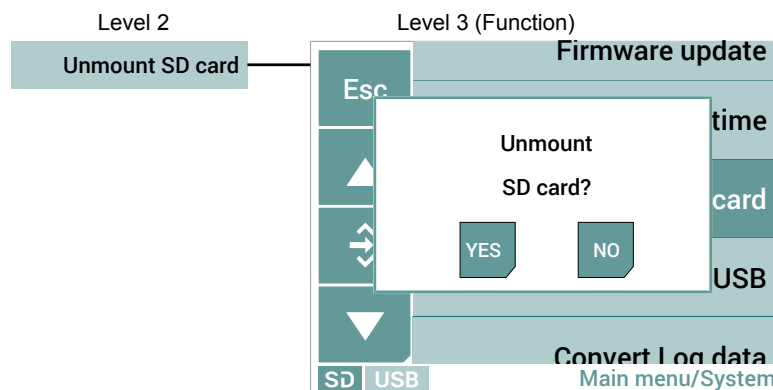 Level 2
Level 3 (Function)
Unmount SD card
Firmware update
Esc
time
Unmount
SD card?
card
YES
NO
USB
Convert Log data
SD
USB
Main menu/System